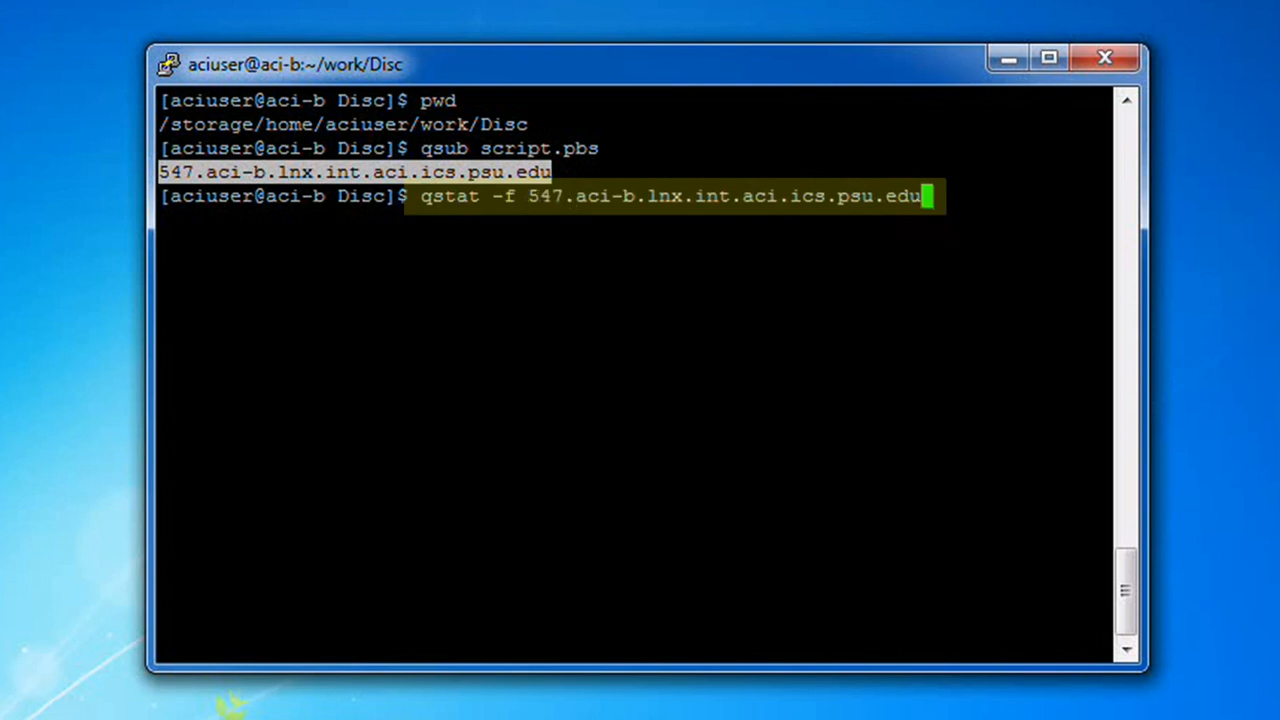 aciuser@aci-b:~/work/Disc
[aciuser@aci-b Disc]$ pwd
/storage/home/aciuser/work/Disc
[aciuser@aci-b Disc]$ qsub script.pbs
547.aci-b.lnx.int.aci.ics.psu.edu
[aciuser@aci-b Disc]$ qstat -f 547.aci-b.lnx.int.aci.ics.psu.edu